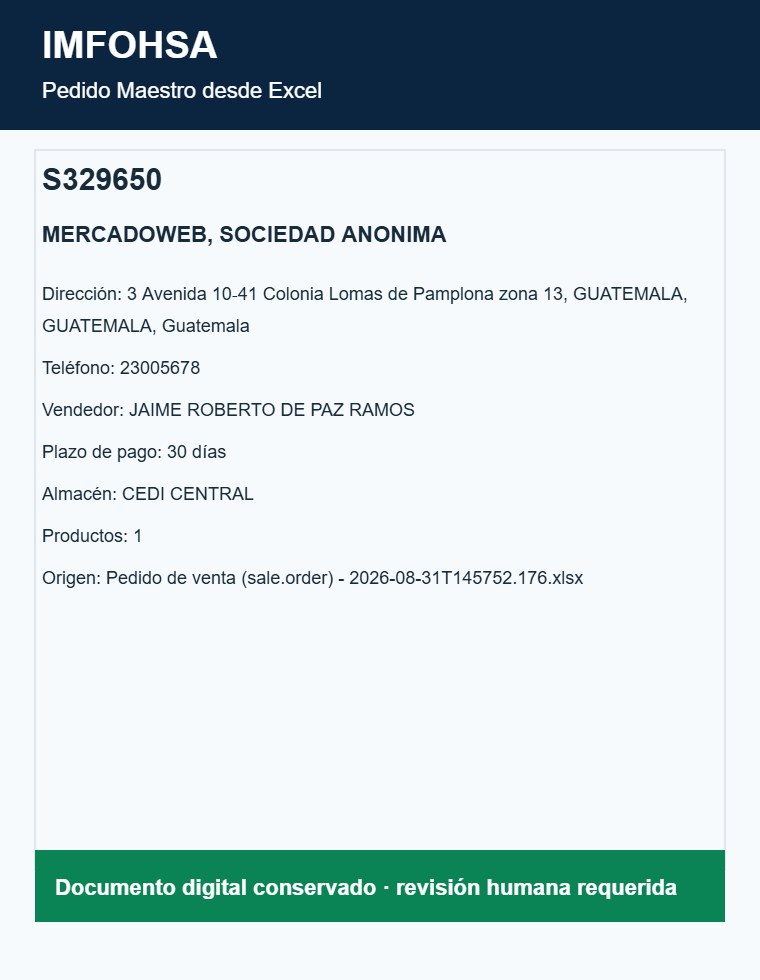 IMFOHSA
Pedido Maestro desde Excel
S329650
MERCADOWEB, SOCIEDAD ANONIMA
Dirección: 3 Avenida 10-41 Colonia Lomas de Pamplona zona 13, GUATEMALA,
GUATEMALA, Guatemala
Teléfono: 23005678
Vendedor: JAIME ROBERTO DE PAZ RAMOS
Plazo de pago: 30 días
Almacén: CEDI CENTRAL
Productos: 1
Origen: Pedido de venta (sale.order) - 2026-08-31T145752.176.xlsx
Documento digital conservado · revisión humana requerida